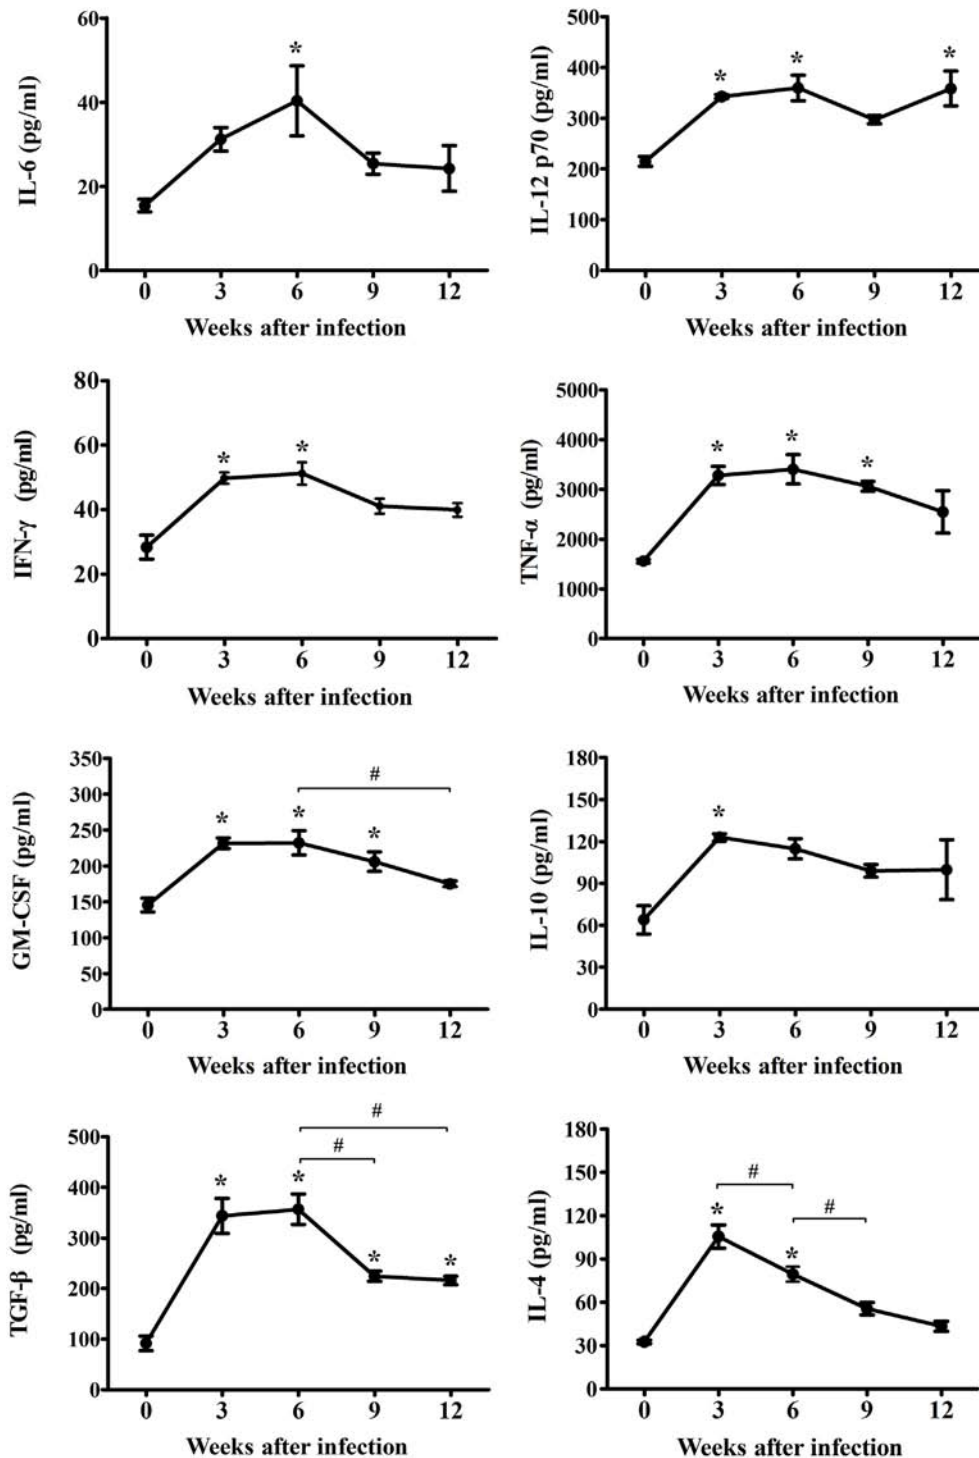 IL-6 (pg/ml)
60
40
20
0
*
0 3 6 9 12
Weeks after infection
IL-12 p70 (pg/ml)
500
400
300
200
100
0
* * *
0 3 6 9 12
Weeks after infection
IFN-γ (pg/ml)
80
60
40
20
0
* *
0 3 6 9 12
Weeks after infection
TNF-α (pg/ml)
5000
4000
3000
2000
1000
0
* * *
0 3 6 9 12
Weeks after infection
GM-CSF (pg/ml)
350
300
250
200
150
100
50
0
#
* * *
0 3 6 9 12
Weeks after infection
IL-10 (pg/ml)
180
150
120
90
60
30
0
*
0 3 6 9 12
Weeks after infection
TGF-β (pg/ml)
500
400
300
200
100
0
#
#
* * * *
0 3 6 9 12
Weeks after infection
IL-4 (pg/ml)
180
150
120
90
60
30
0
#
#
* *
0 3 6 9 12
Weeks after infection